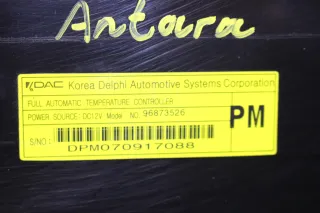 Antara
KDAC Korea Delphi Automotive Systems Corporation
FULL AUTOMATIC TEMPERATURE CONTROLLER
POWER SOURCE: DC12V Model NO. 96873526
PM
S/NO:
DPM070917088